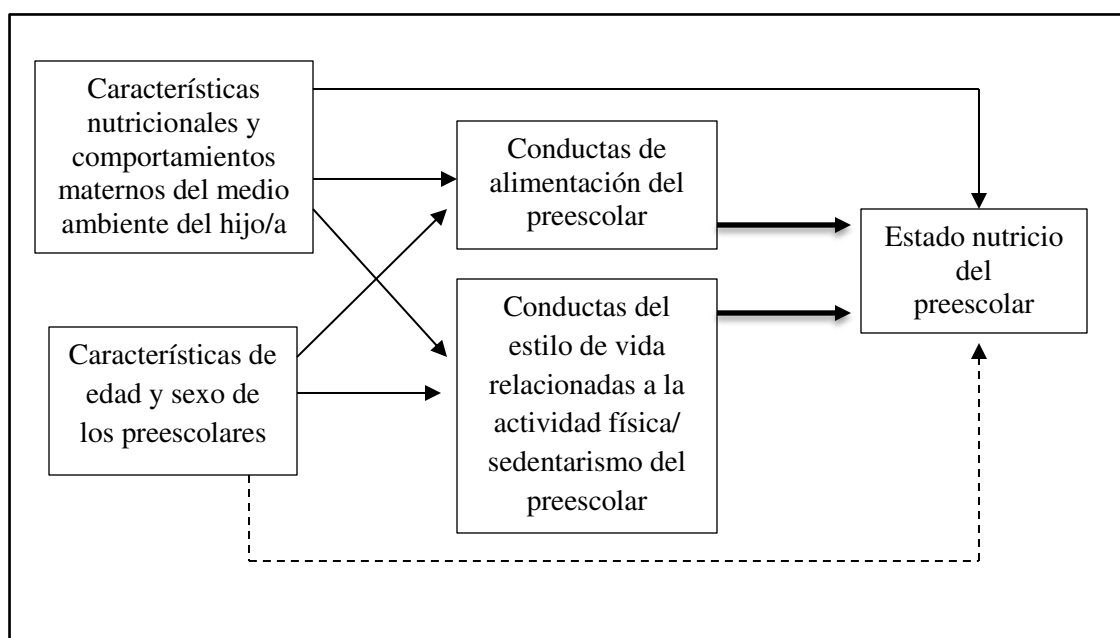 Características
nutricionales y
comportamientos
maternos del medio
ambiente del hijo/a
Conductas de
alimentación del
preescolar
Estado nutricio
del
preescolar
Características de
edad y sexo de
los preescolares
Conductas del
estilo de vida
relacionadas a la
actividad física/
sedentarismo del
preescolar